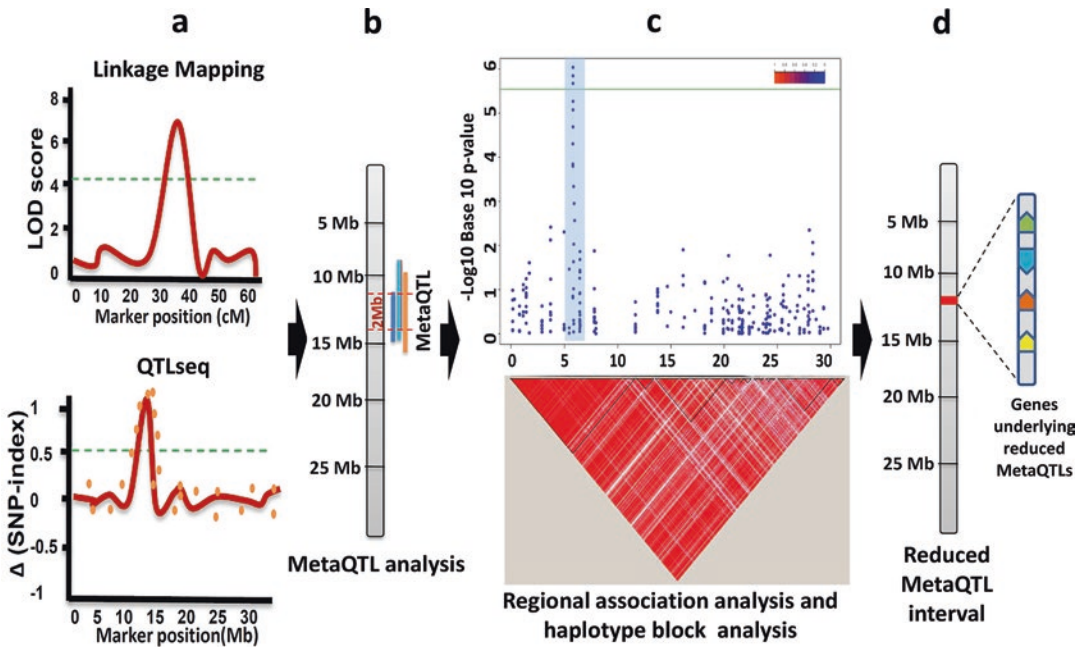 a
b
c
d
Linkage Mapping
LOD score
8
6
4
2
0
0 10 20 30 40 50 60
Marker position (cM)
QTLseq
Δ (SNP-index)
1
0.5
0
-0.5
-1
0 5 10 15 20 25 30
Marker position(Mb)
5 Mb
10 Mb
15 Mb
20 Mb
25 Mb
2Mb
MetaQTL
MetaQTL analysis
-Log10 Base 10 p-value
6
5
4
3
2
1
0
0 5 10 15 20 25 30
Regional association analysis and
haplotype block analysis
5 Mb
10 Mb
15 Mb
20 Mb
25 Mb
Genes
underlying
reduced
MetaQTLs
Reduced
MetaQTL
interval